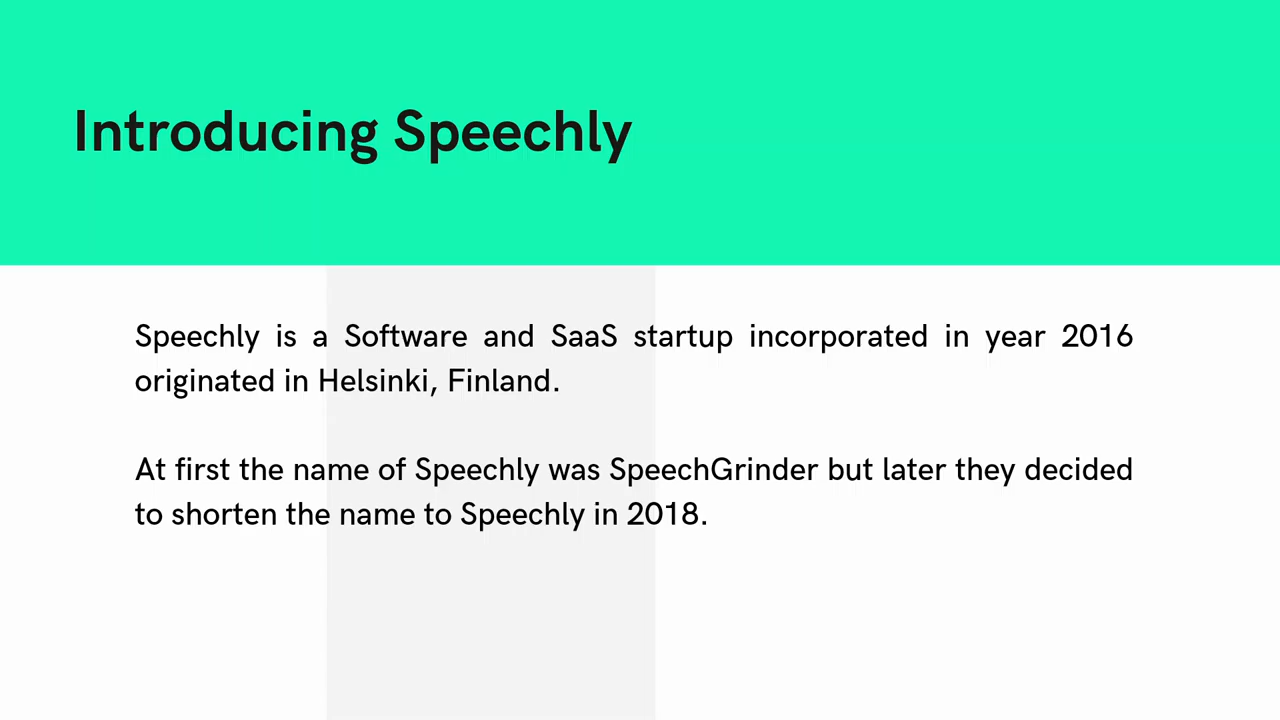 Introducing Speechly
Speechly is a Software and SaaS startup incorporated in year 2016
originated in Helsinki, Finland.
At first the name of Speechly was SpeechGrinder but later they decided
to shorten the name to Speechly in 2018.